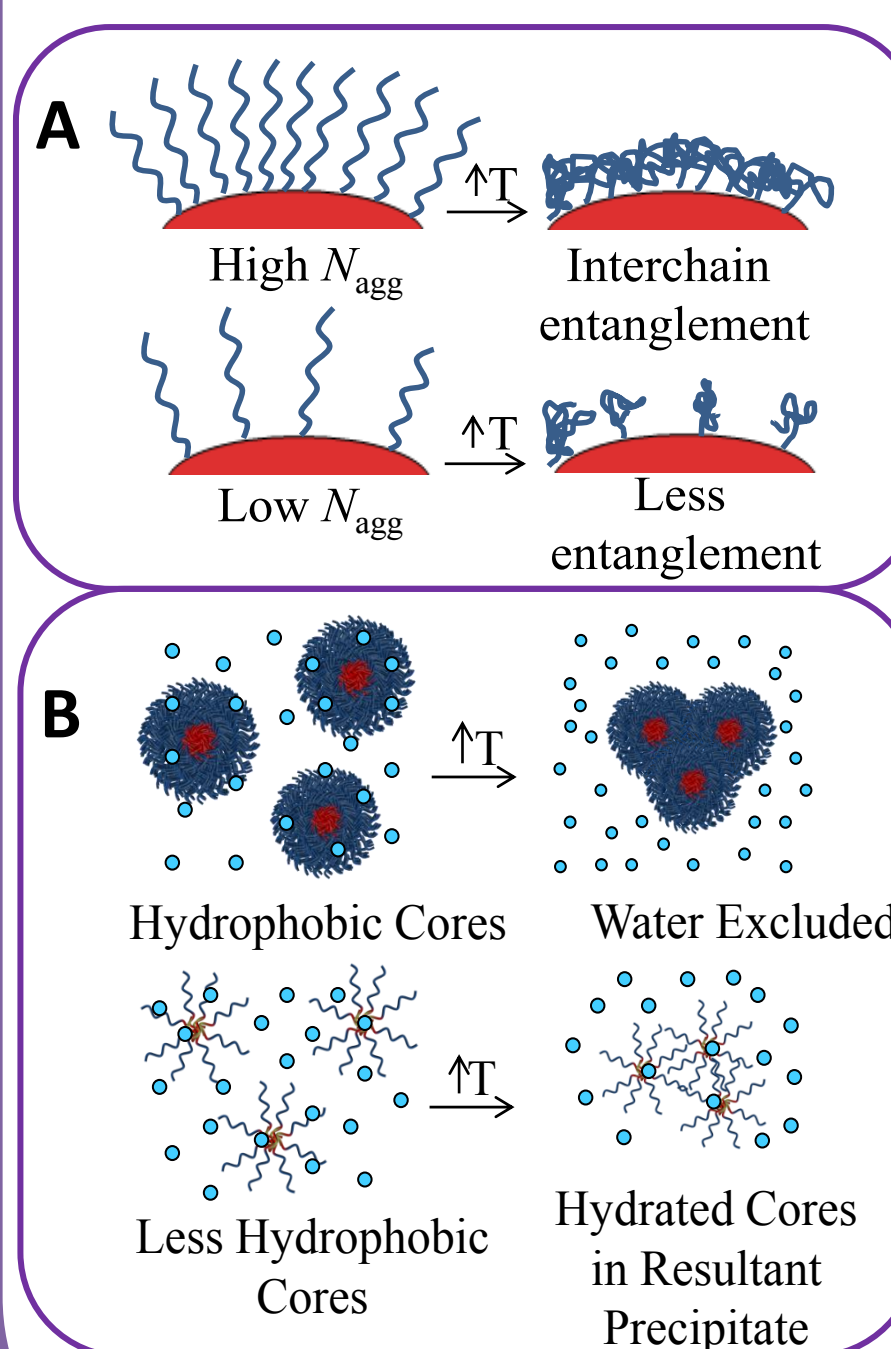 A
↑T
High Nagg
Interchain
entanglement
↑T
Low Nagg
Less
entanglement
B
↑T
Hydrophobic Cores
Water Excluded
↑T
Less Hydrophobic
Cores
Hydrated Cores
in Resultant
Precipitate